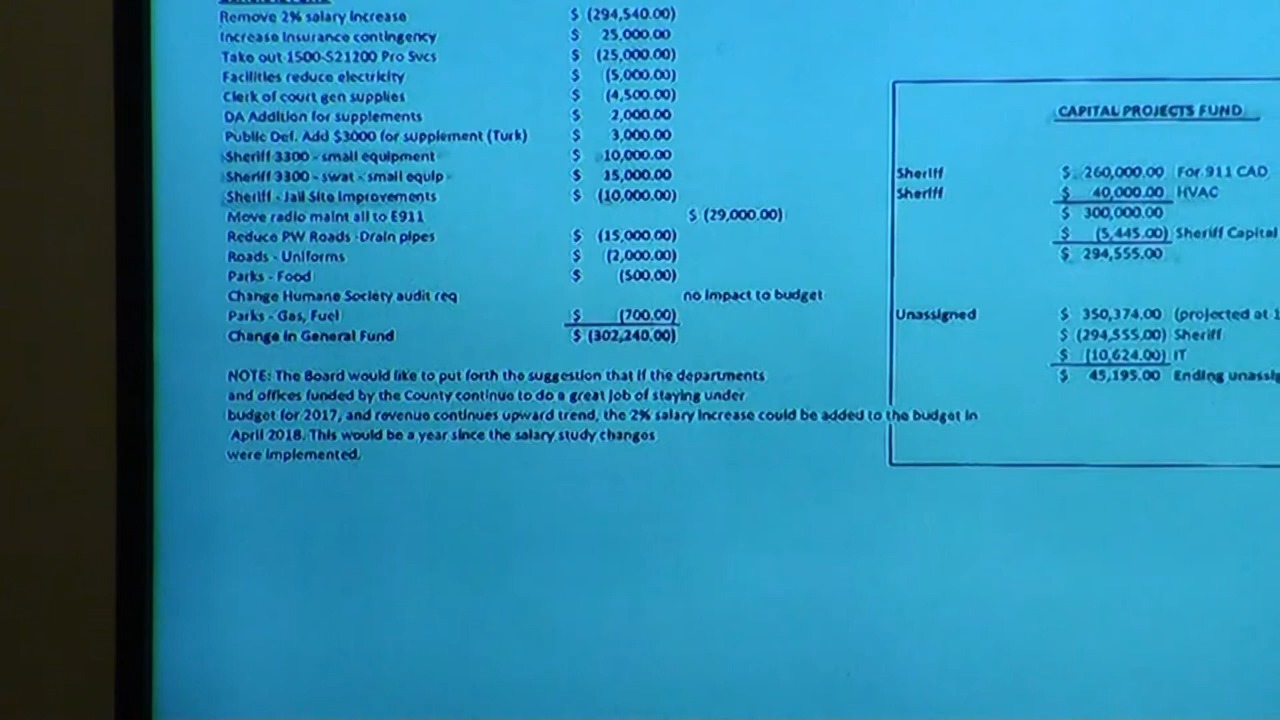 Remove 2% salary increase $ (294,540.00)
Increase Insurance contingency $ 25,000.00
Take out 1500-521200 Pro Svcs $ (25,000.00)
Facilities reduce electricity $ (5,000.00)
Clerk of court gen supplies $ (4,500.00)
DA Addition for supplements $ 2,000.00
Public Def. Add $3000 for supplement (Turk) $ 3,000.00
Sheriff 3300 - small equipment $ 10,000.00
Sheriff 3300 - swat - small equip $ 15,000.00
Sheriff - Jail Site Improvements $ (10,000.00)
Move radio maint all to E911 $ (29,000.00)
Reduce PW Roads -Drain pipes $ (15,000.00)
Roads - Uniforms $ (2,000.00)
Parks - Food $ (500.00)
Change Humane Society audit req no impact to budget
Parks - Gas, Fuel $ (700.00)
Change in General Fund $ (302,240.00)
NOTE: The Board would like to put forth the suggestion that if the departments
and offices funded by the County continue to do a great job of staying under
budget for 2017, and revenue continues upward trend, the 2% salary increase could be added to the budget in
April 2018. This would be a year since the salary study changes
were implemented.
CAPITAL PROJECTS FUND
Sheriff $ 260,000.00 For 911 CAD
Sheriff $ 40,000.00 HVAC
$ 300,000.00
$ (5,445.00) Sheriff Capital
$ 294,555.00
Unassigned $ 350,374.00 (projected at 1
$ (294,555.00) Sheriff
$ (10,624.00) IT
$ 45,195.00 Ending unassig